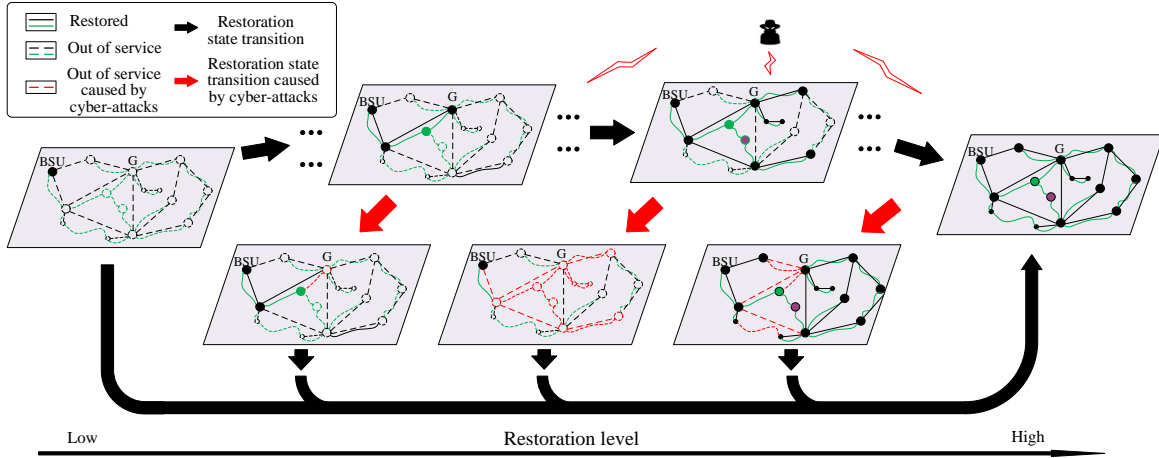 Restored
Restoration
state transition
Out of service
Out of service
caused by
cyber-attacks
Restoration state
transition caused
by cyber-attacks
BSU
G
BSU
G
BSU
G
BSU
G
BSU
G
BSU
G
BSU
G
Low
Restoration level
High